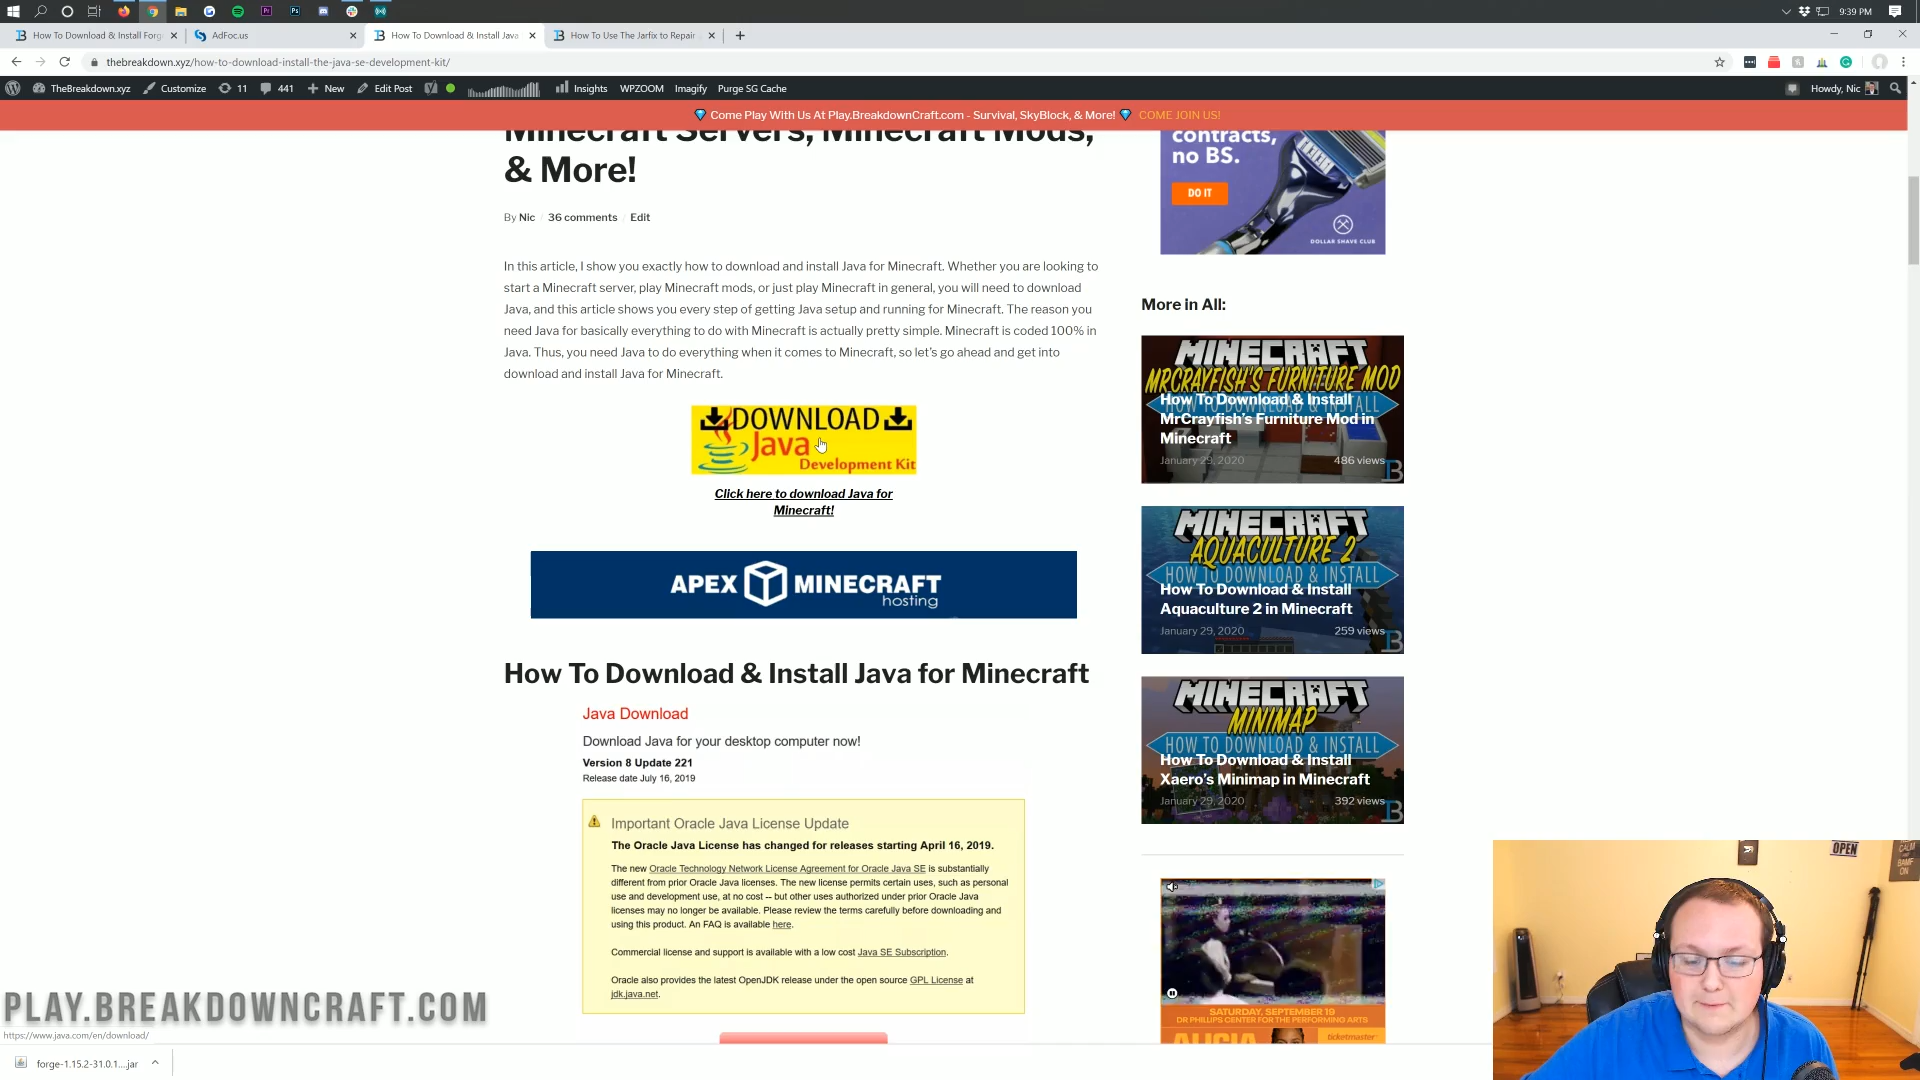 9:39 PM
How To Download & Install Forg
AdFoc.us
How To Download & Install Java
How To Use The Jarfix to Repair
thebreakdown.xyz/how-to-download-install-the-java-se-development-kit/
TheBreakdown.xyz
Customize
11
441
New
Edit Post
Insights
WPZOOM
Imagify
Purge SG Cache
Howdy, Nic
Come Play With Us At Play.BreakdownCraft.com - Survival, SkyBlock, & More! COME JOIN US!
Minecraft Servers, Minecraft Mods,
& More!
By Nic / 36 comments / Edit
In this article, I show you exactly how to download and install Java for Minecraft. Whether you are looking to
start a Minecraft server, play Minecraft mods, or just play Minecraft in general, you will need to download
Java, and this article shows you every step of getting Java setup and running for Minecraft. The reason you
need Java for basically everything to do with Minecraft is actually pretty simple. Minecraft is coded 100% in
Java. Thus, you need Java to do everything when it comes to Minecraft, so let's go ahead and get into
download and install Java for Minecraft.
DOWNLOAD
Java
Development Kit
Click here to download Java for
Minecraft!
APEX MINECRAFT
hosting
How To Download & Install Java for Minecraft
Java Download
Download Java for your desktop computer now!
Version 8 Update 221
Release date July 16, 2019
Important Oracle Java License Update
The Oracle Java License has changed for releases starting April 16, 2019.
The new Oracle Technology Network License Agreement for Oracle Java SE is substantially
different from prior Oracle Java licenses. The new license permits certain uses, such as personal
use and development use, at no cost -- but other uses authorized under prior Oracle Java
licenses may no longer be available. Please review the terms carefully before downloading and
using this product. An FAQ is available here.
Commercial license and support is available with a low cost Java SE Subscription.
Oracle also provides the latest OpenJDK release under the open source GPL License at
jdk.java.net.
contracts,
no BS.
DO IT
DOLLAR SHAVE CLUB
More in All:
MINECRAFT
MRCRAYFISH'S FURNITURE MOD
HOW TO DOWNLOAD & INSTALL
How To Download & Install
MrCrayfish's Furniture Mod in
Minecraft
January 29, 2020
486 views
MINECRAFT
AQUACULTURE 2
HOW TO DOWNLOAD & INSTALL
How To Download & Install
Aquaculture 2 in Minecraft
January 29, 2020
259 views
MINECRAFT
MINIMAP
HOW TO DOWNLOAD & INSTALL
How To Download & Install
Xaero's Minimap in Minecraft
January 29, 2020
392 views
SATURDAY, SEPTEMBER 19
DR PHILLIPS CENTER FOR THE PERFORMING ARTS
ALICIA
ticketmaster
OPEN
PLAY.BREAKDOWNCRAFT.COM
https://www.java.com/en/download/
forge-1.15.2-31.0.1....jar